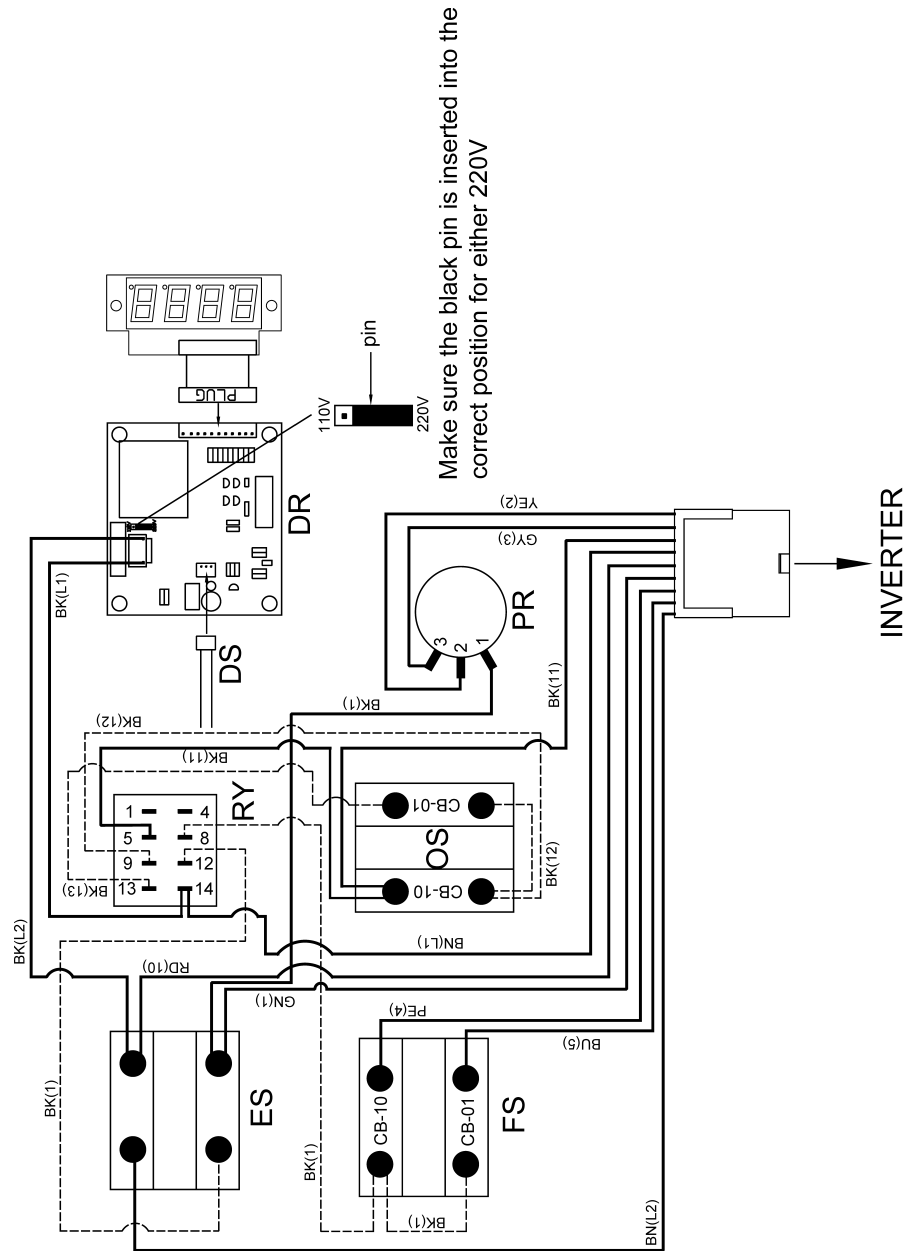 PLUG
110V
220V
pin
Make sure the black pin is inserted into the
correct position for either 220V
DR
DS
BK(L2)
BK(L1)
BK(12)
BK(11)
BK(13)
RY
1
4
5
8
9
12
13
14
BK(1)
PR
1
2
3
YE(2)
GY(3)
BK(11)
OS
CB-01
CB-10
BK(12)
BN(L1)
RD(10)
GN(1)
PE(4)
BU(5)
ES
BK(1)
BK(1)
FS
CB-10
CB-01
BK(1)
BN(L2)
INVERTER